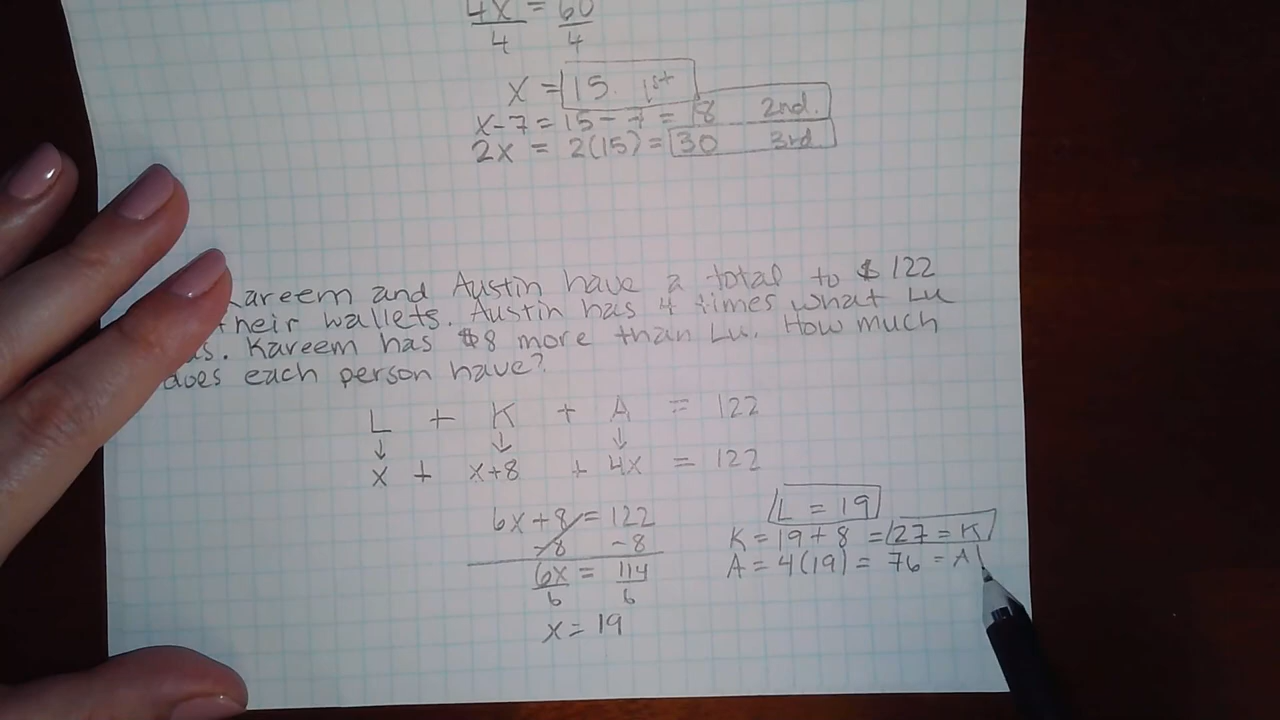 4x = 60
4 4
x = 15. 1st
x-7 = 15 - 7 = 8 2nd.
2x = 2(15) = 30 3rd
Kareem and Austin have a total to $122
their wallets. Austin has 4 times what Lu
. Kareem has $8 more than Lu. How much
does each person have?
L + K + A = 122
↓ ↓ ↓
x + x+8 + 4x = 122
6x+8 = 122
-8 -8
6x = 114
6 6
x = 19
L = 19
K = 19+8 = 27 = K
A = 4(19) = 76 = A